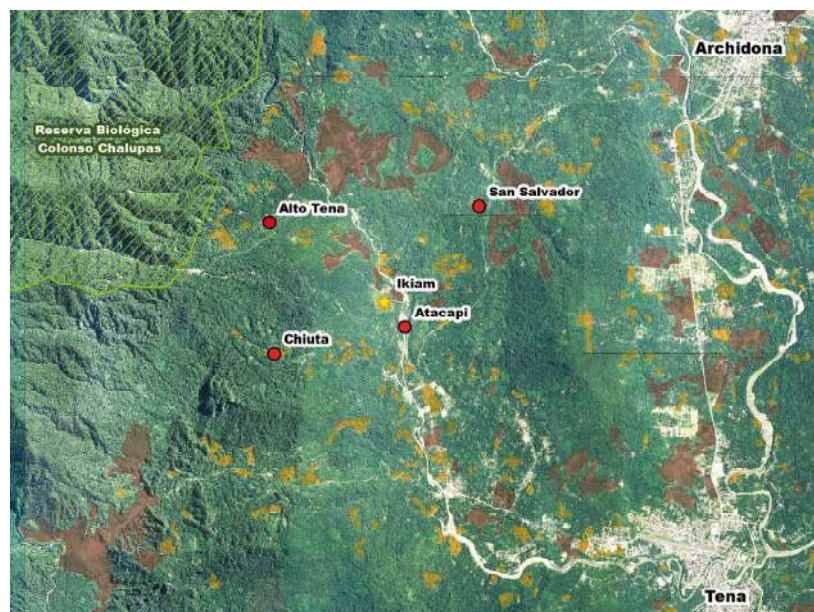 Archidona
Reserva Biológica
Colonso Chalupas
San Salvador
Alto Tena
Ikiam
Atacapi
Chiuta
Tena